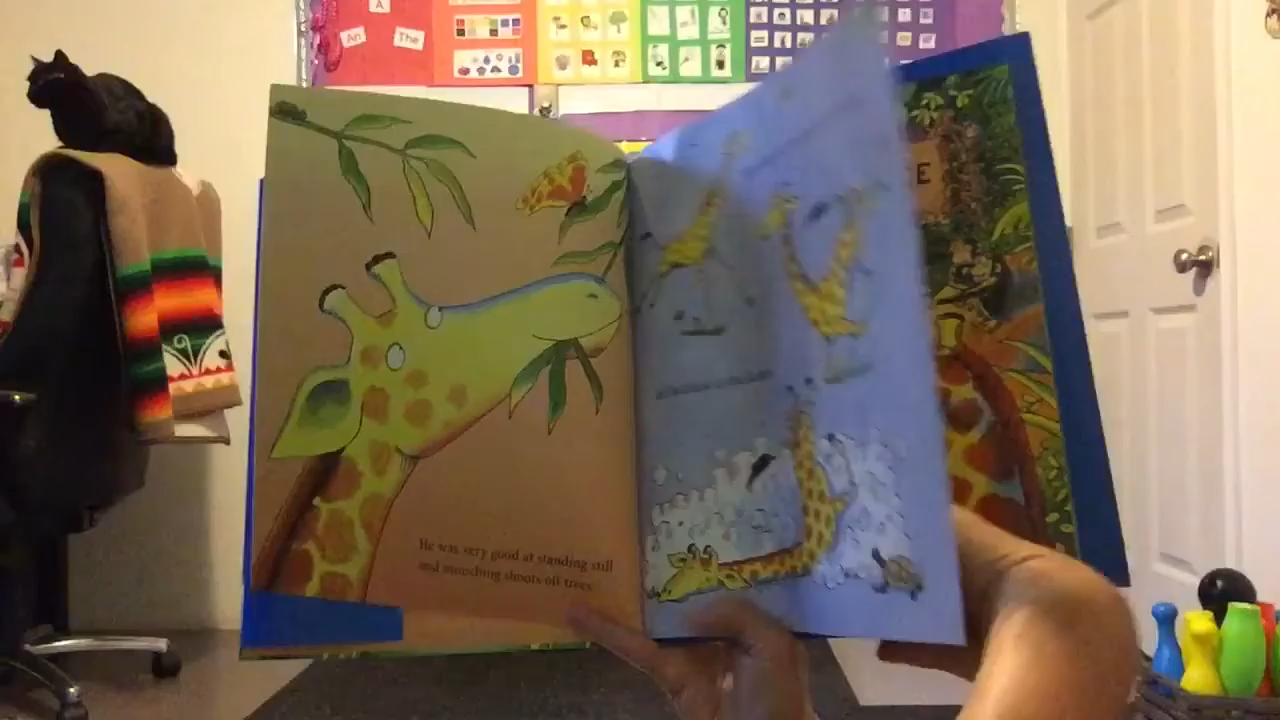 A
An
The
E
He was very good at standing still
and munching shoots off trees.